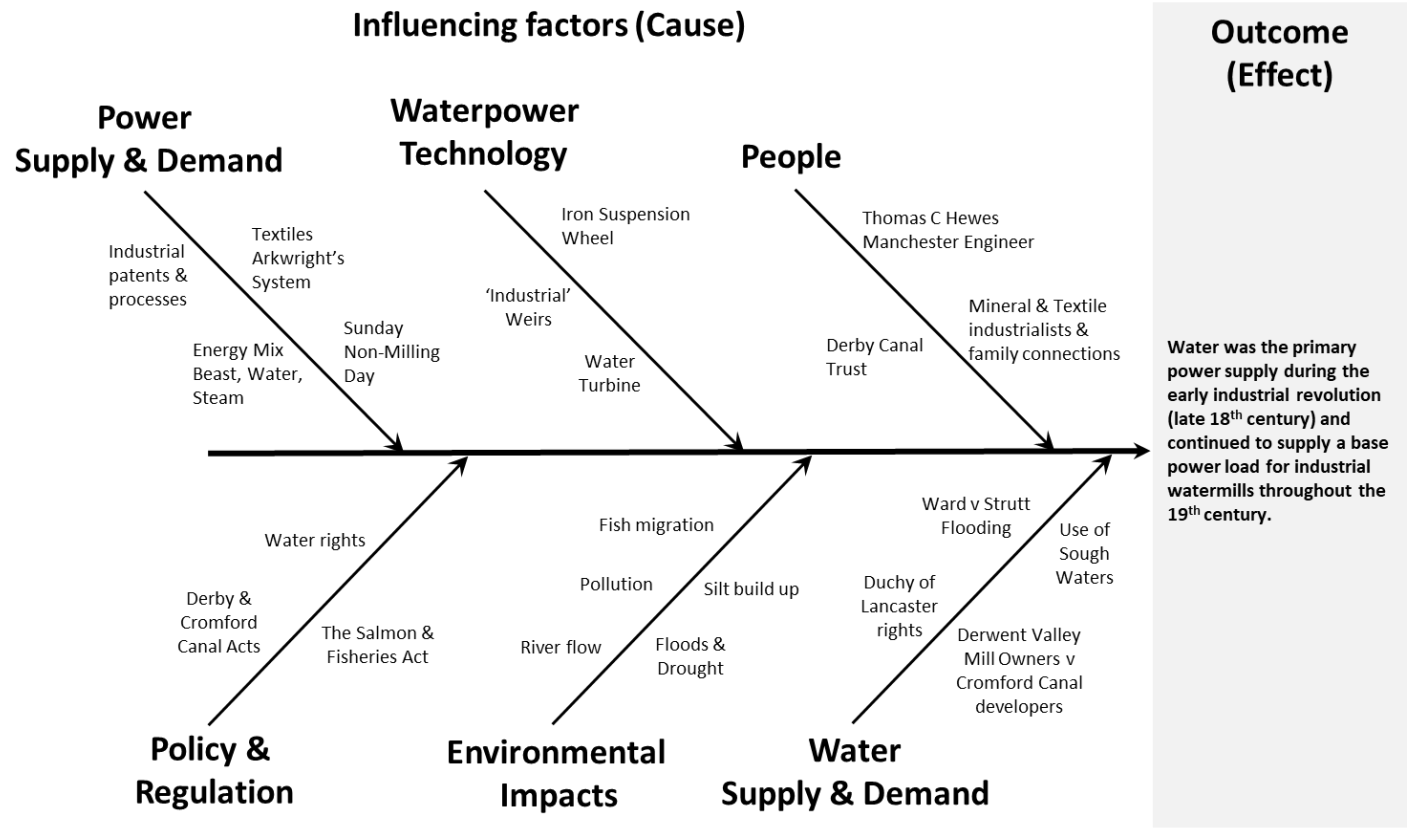 Influencing factors (Cause)
Outcome
(Effect)
Power
Supply & Demand
Industrial
patents &
processes
Textiles
Arkwright’s
System
Energy Mix
Beast, Water,
Steam
Sunday
Non-Milling
Day
Waterpower
Technology
Iron Suspension
Wheel
‘Industrial’
Weirs
Water
Turbine
People
Thomas C Hewes
Manchester Engineer
Derby Canal
Trust
Mineral & Textile
industrialists &
family connections
Water was the primary
power supply during the
early industrial revolution
(late 18th century) and
continued to supply a base
power load for industrial
watermills throughout the
19th century.
Water rights
Derby &
Cromford
Canal Acts
The Salmon &
Fisheries Act
Policy &
Regulation
Fish migration
Pollution
Silt build up
River flow
Floods &
Drought
Environmental
Impacts
Ward v Strutt
Flooding
Use of
Sough
Waters
Duchy of
Lancaster
rights
Derwent Valley
Mill Owners v
Cromford Canal
developers
Water
Supply & Demand